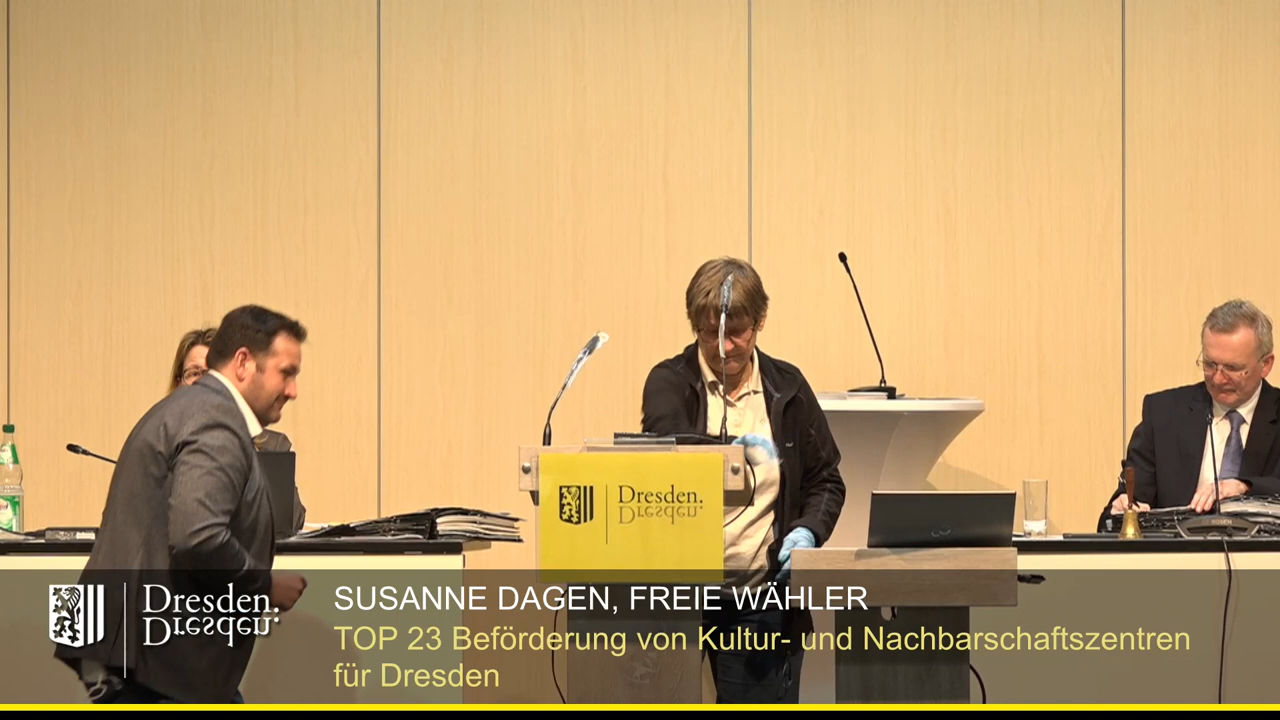 Dresden.
Dresden.
Dresden.
Dresden.
SUSANNE DAGEN, FREIE WÄHLER
TOP 23 Beförderung von Kultur- und Nachbarschaftszentren
für Dresden